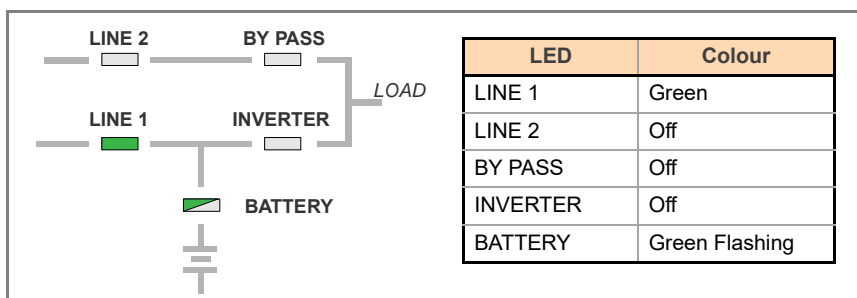 LINE 2 BY PASS
LOAD
LINE 1 INVERTER
BATTERY
LED Colour
LINE 1 Green
LINE 2 Off
BY PASS Off
INVERTER Off
BATTERY Green Flashing